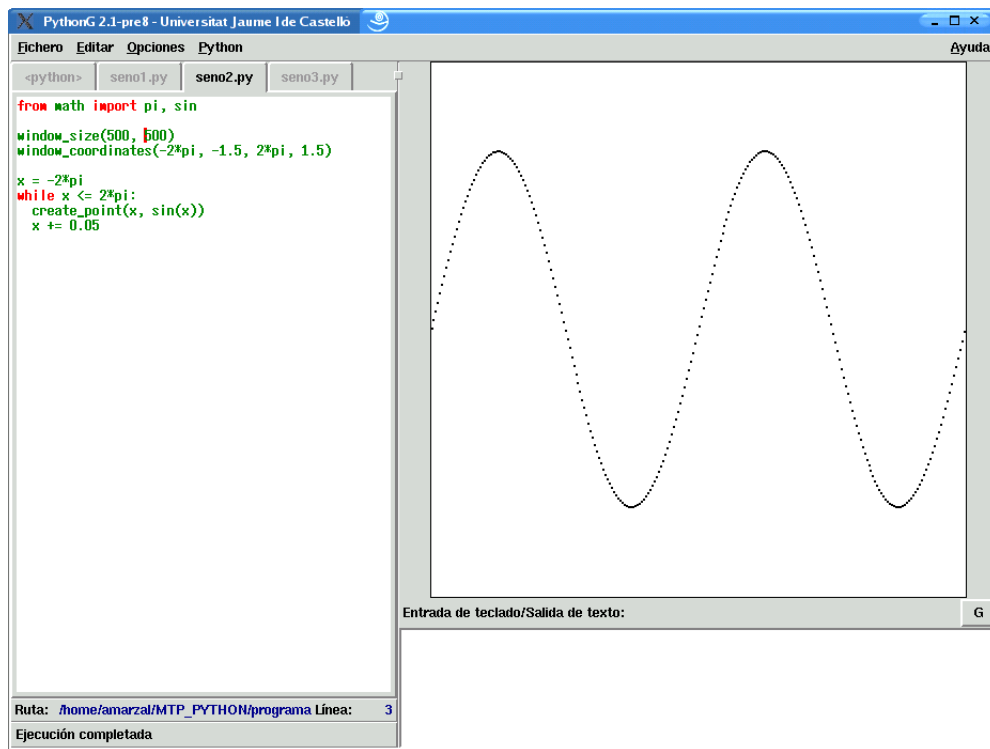 PythonG 2.1-pre8 - Universitat Jaume I de Castelló
Fichero Editar Opciones Python Ayuda
<python> seno1.py seno2.py seno3.py
from math import pi, sin
window_size(500, 500)
window_coordinates(-2*pi, -1.5, 2*pi, 1.5)
x = -2*pi
while x <= 2*pi:
  create_point(x, sin(x))
  x += 0.05
Entrada de teclado/Salida de texto: G
Ruta: /home/amarzal/MTP_PYTHON/programa Línea: 3
Ejecución completada